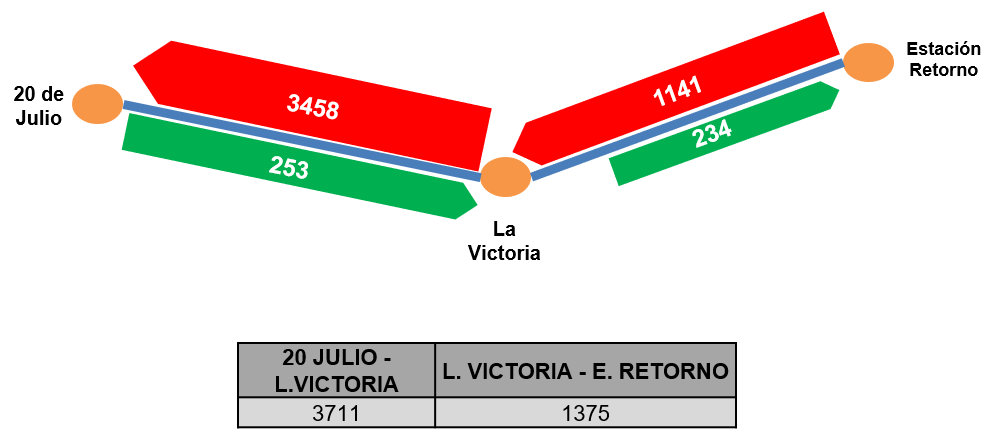 Estación
Retorno
20 de
Julio
3458
1141
253
234
La
Victoria
20 JULIO -
L.VICTORIA
L. VICTORIA - E. RETORNO
3711
1375